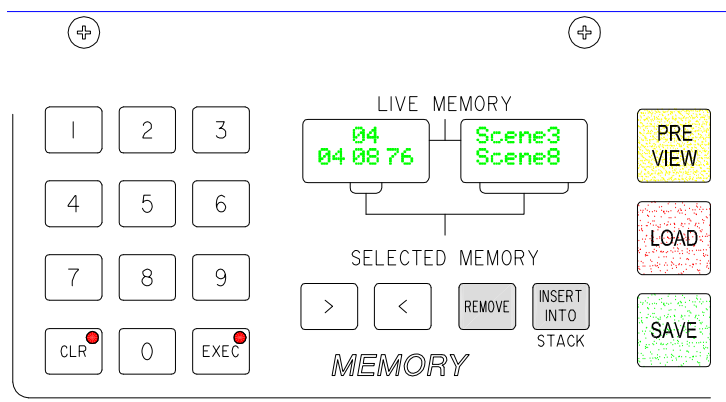 LIVE MEMORY
1 2 3
04
04 08 76
Scene3
Scene8
PRE
VIEW
4 5 6
LOAD
SELECTED MEMORY
7 8 9
> <
REMOVE
INSERT
INTO
STACK
SAVE
CLR 0 EXEC
MEMORY